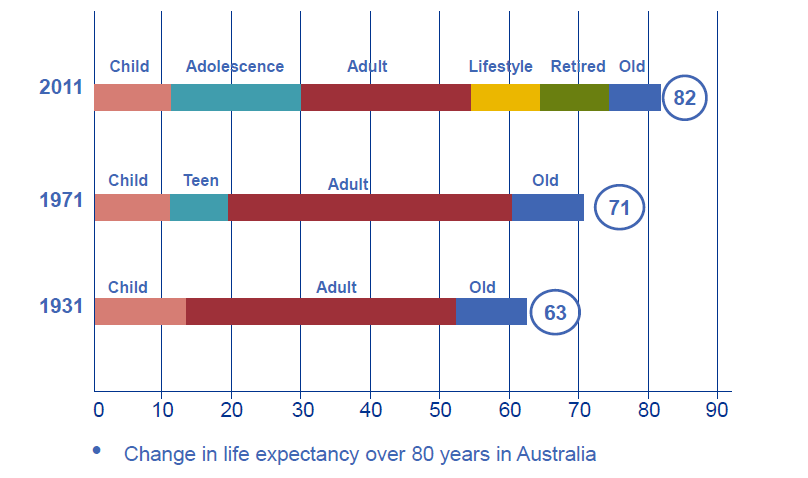 Child Adolescence Adult Lifestyle Retired Old
2011 82
Child Teen Adult Old
1971 71
Child Adult Old
1931 63
0 10 20 30 40 50 60 70 80 90
• Change in life expectancy over 80 years in Australia